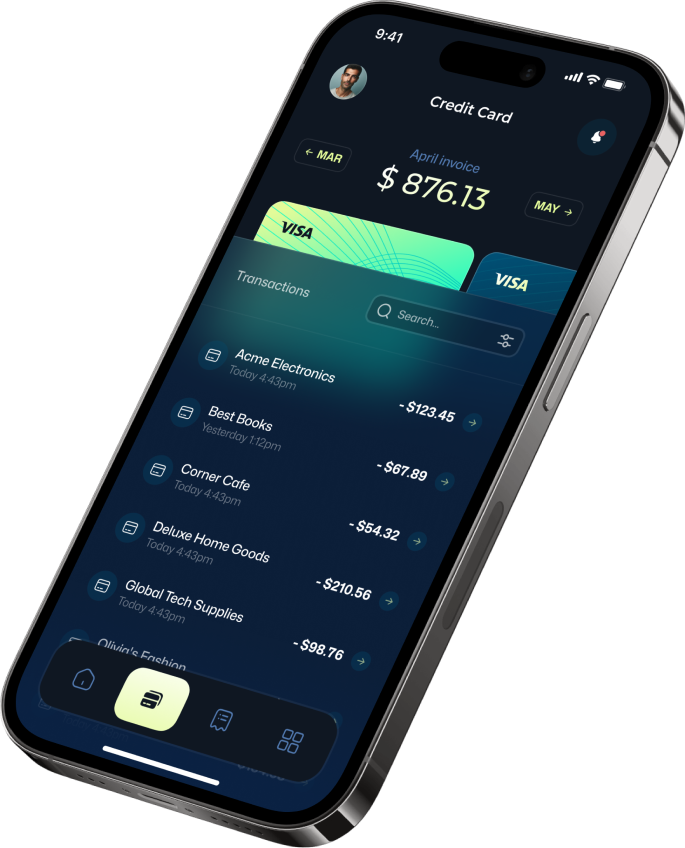 9:41
Credit Card
← MAR
April invoice
$ 876.13
MAY →
VISA
VISA
Transactions
Search...
Acme Electronics
Today 4:43pm
- $123.45
Best Books
Yesterday 1:12pm
- $67.89
Corner Cafe
Today 4:43pm
- $54.32
Deluxe Home Goods
Today 4:43pm
- $210.56
Global Tech Supplies
Today 4:43pm
- $98.76
Olivia's Fashion